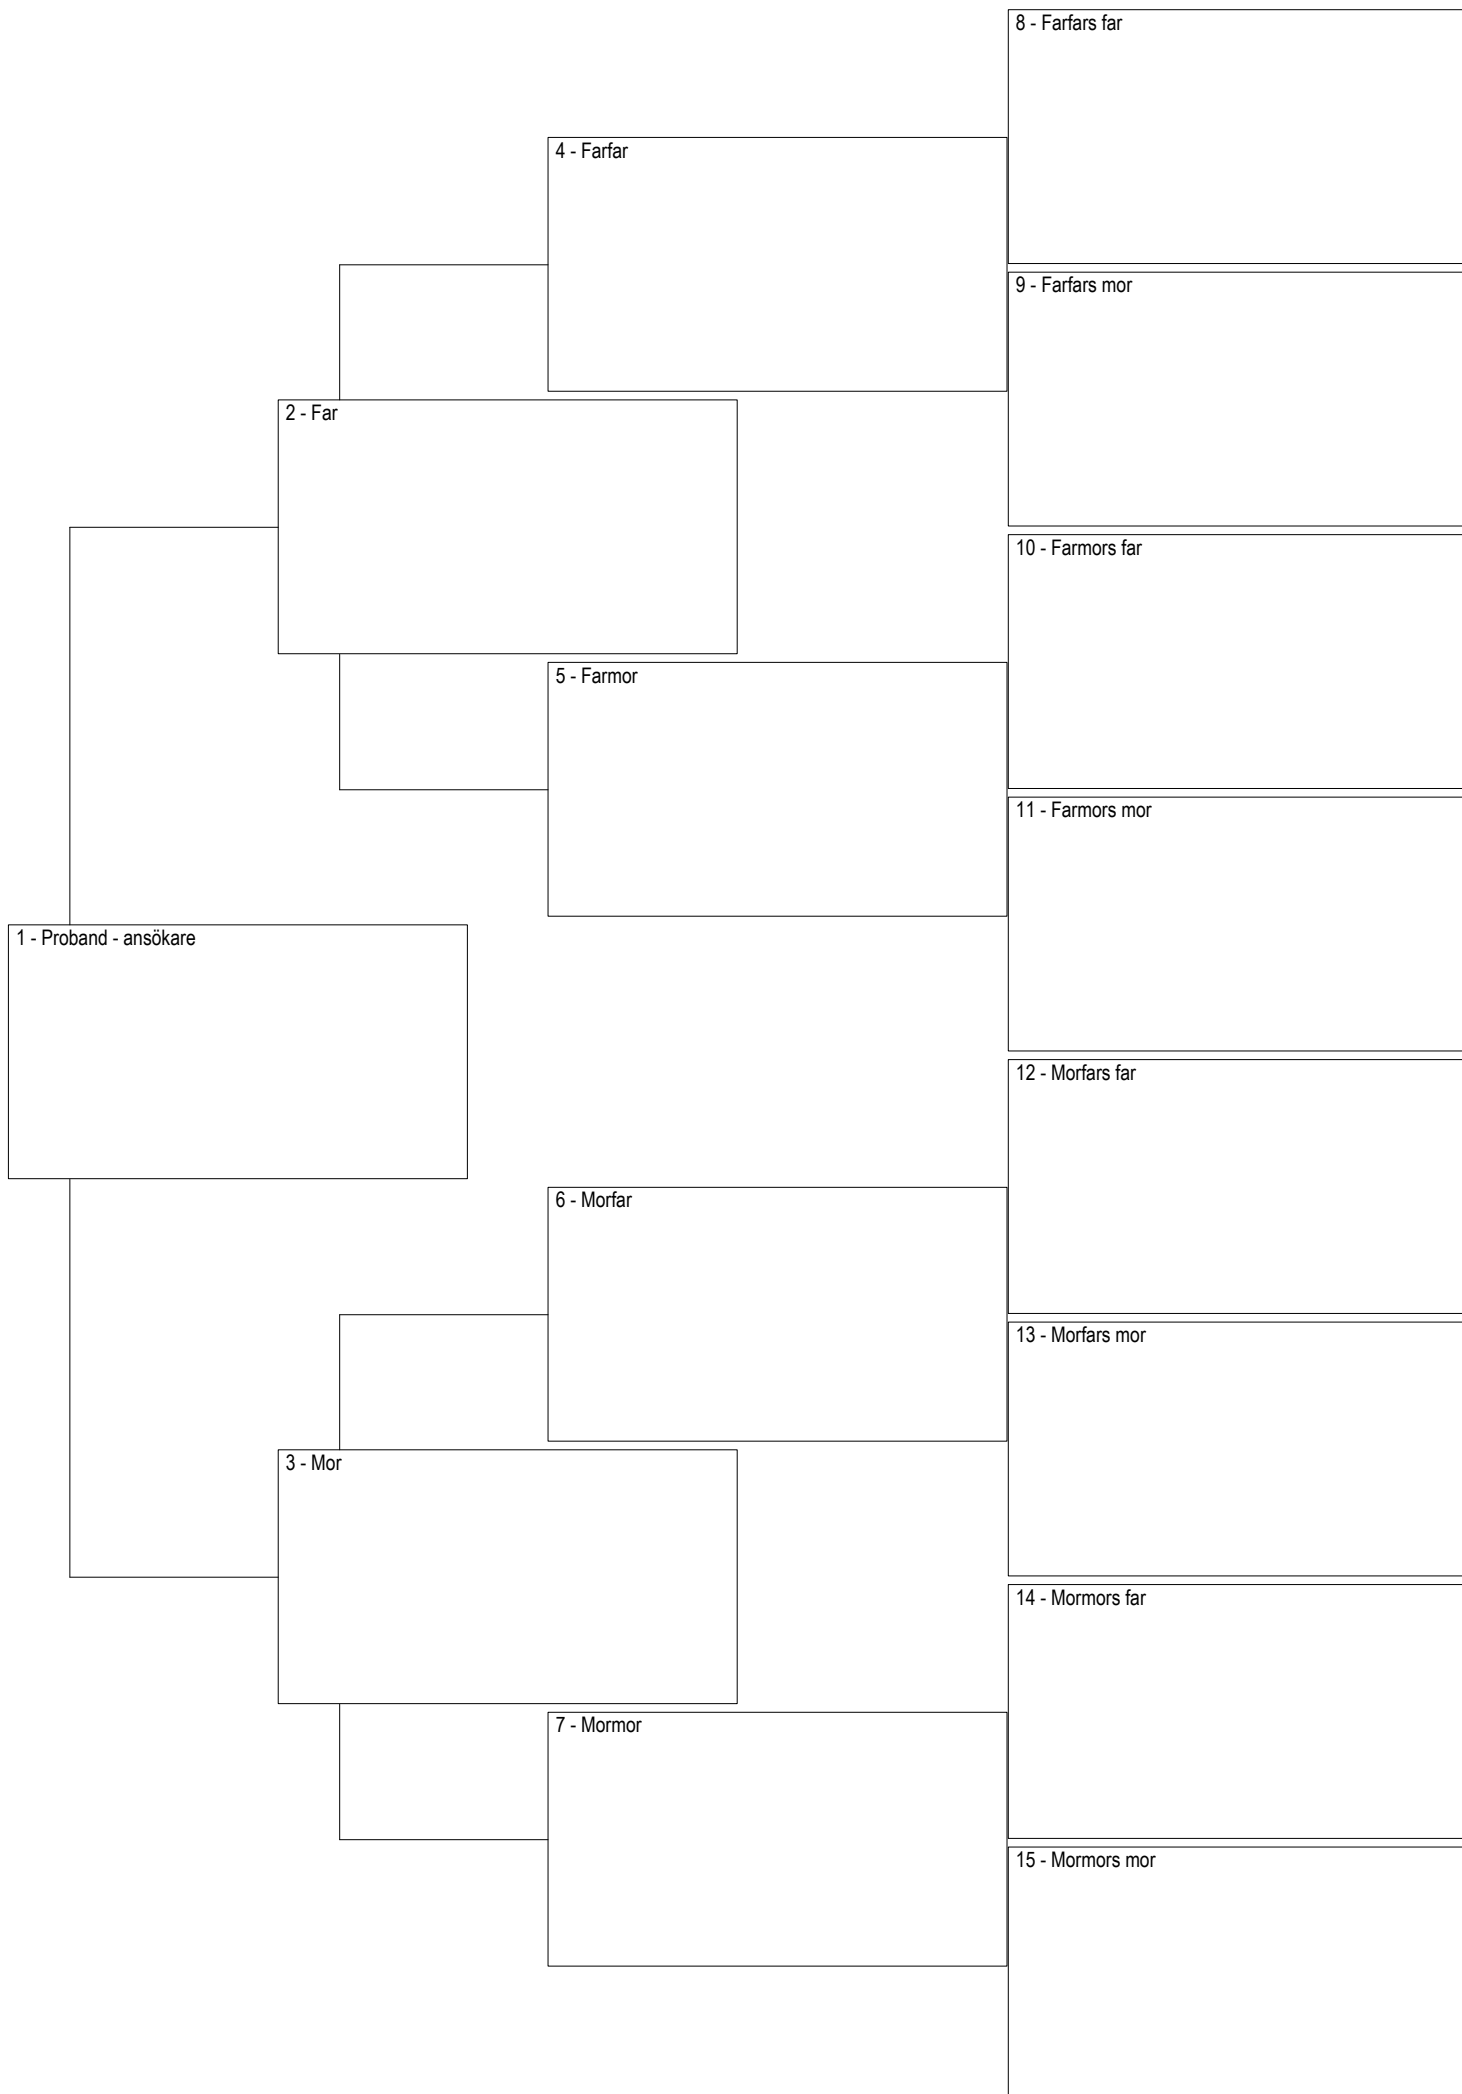 8 - Farfars far
4 - Farfar
9 - Farfars mor
2 - Far
10 - Farmors far
5 - Farmor
11 - Farmors mor
1 - Proband - ansökare
12 - Morfars far
6 - Morfar
13 - Morfars mor
3 - Mor
14 - Mormors far
7 - Mormor
15 - Mormors mor